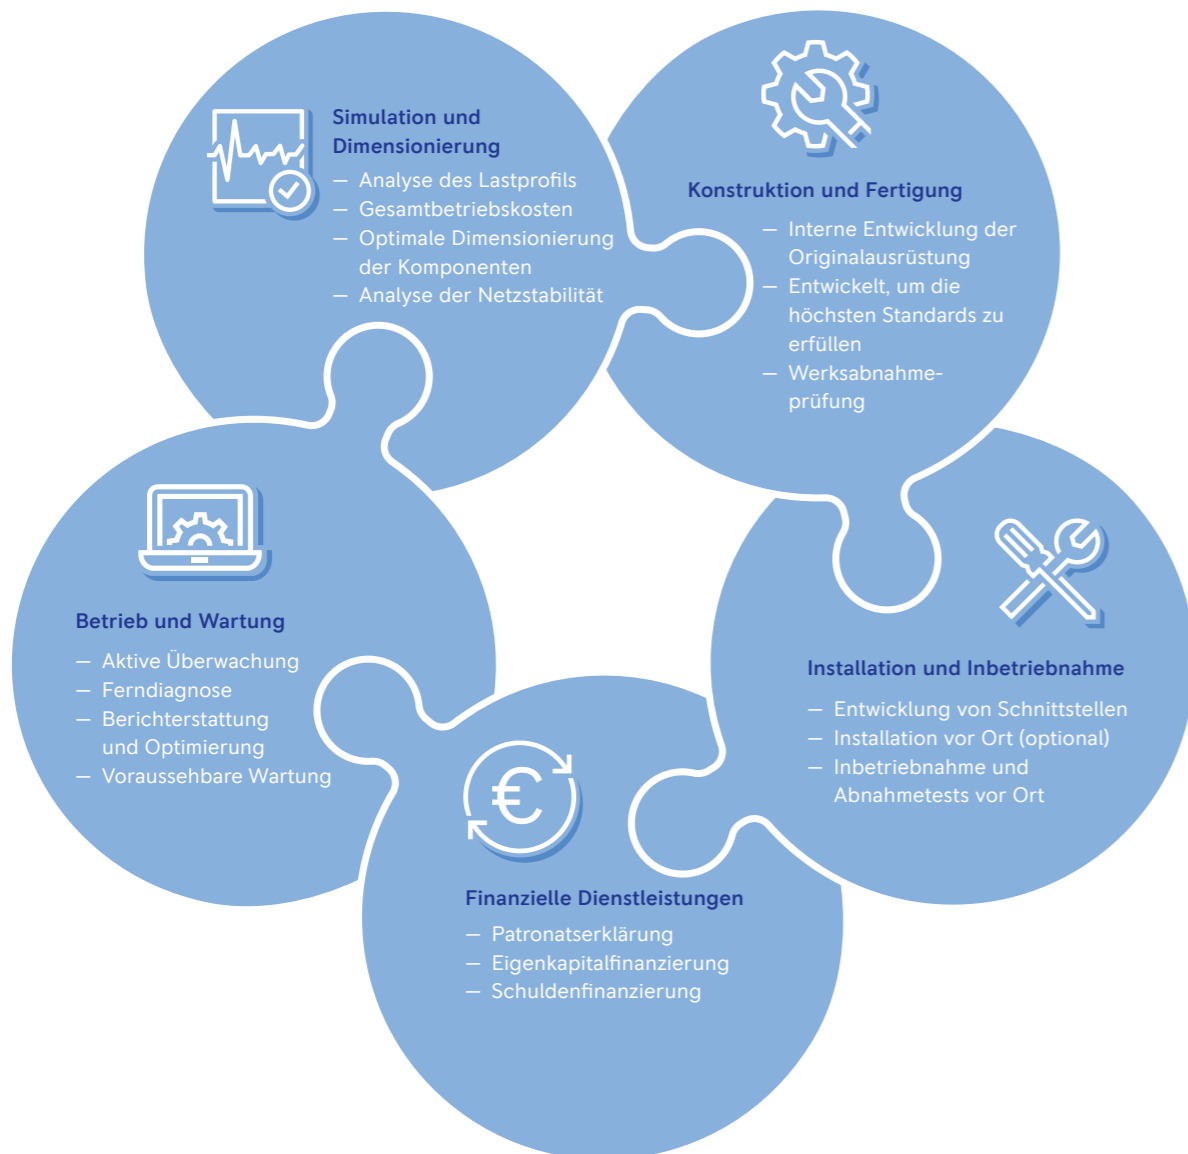 Simulation und
Dimensionierung
— Analyse des Lastprofils
— Gesamtbetriebskosten
— Optimale Dimensionierung
der Komponenten
— Analyse der Netzstabilität
Konstruktion und Fertigung
— Interne Entwicklung der
Originalausrüstung
— Entwickelt, um die
höchsten Standards zu
erfüllen
— Werksabnahme-
prüfung
Installation und Inbetriebnahme
— Entwicklung von Schnittstellen
— Installation vor Ort (optional)
— Inbetriebnahme und
Abnahmetests vor Ort
Finanzielle Dienstleistungen
— Patronatserklärung
— Eigenkapitalfinanzierung
— Schuldenfinanzierung
Betrieb und Wartung
— Aktive Überwachung
— Ferndiagnose
— Berichterstattung
und Optimierung
— Voraussehbare Wartung
€